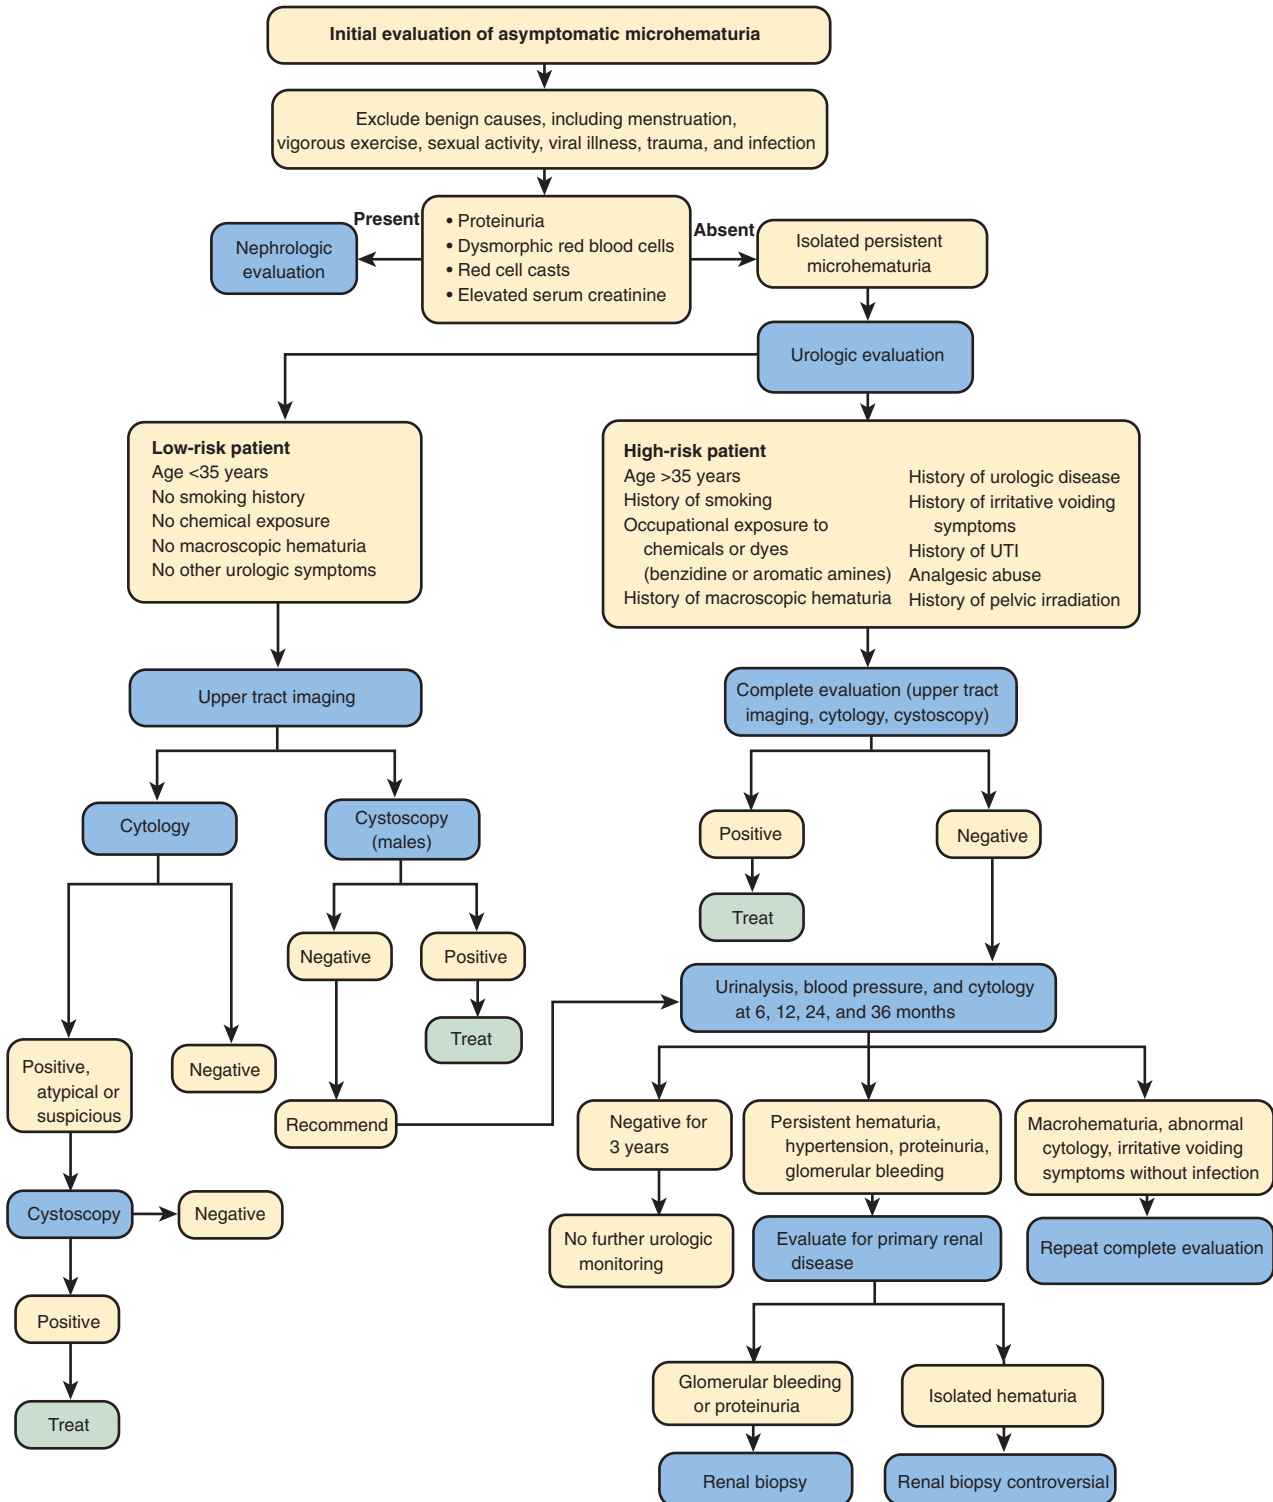 Initial evaluation of asymptomatic microhematuria
Exclude benign causes, including menstruation,
vigorous exercise, sexual activity, viral illness, trauma, and infection
Present
• Proteinuria
• Dysmorphic red blood cells
• Red cell casts
• Elevated serum creatinine
Absent
Nephrologic
evaluation
Isolated persistent
microhematuria
Urologic evaluation
Low-risk patient
Age <35 years
No smoking history
No chemical exposure
No macroscopic hematuria
No other urologic symptoms
High-risk patient
Age >35 years
History of smoking
Occupational exposure to
chemicals or dyes
(benzidine or aromatic amines)
History of macroscopic hematuria
History of urologic disease
History of irritative voiding
symptoms
History of UTI
Analgesic abuse
History of pelvic irradiation
Upper tract imaging
Complete evaluation (upper tract
imaging, cytology, cystoscopy)
Cytology
Cystoscopy
(males)
Positive
Negative
Treat
Negative
Positive
Treat
Urinalysis, blood pressure, and cytology
at 6, 12, 24, and 36 months
Positive,
atypical or
suspicious
Negative
Recommend
Negative for
3 years
Persistent hematuria,
hypertension, proteinuria,
glomerular bleeding
Macrohematuria, abnormal
cytology, irritative voiding
symptoms without infection
Cystoscopy
Negative
No further urologic
monitoring
Evaluate for primary renal
disease
Repeat complete evaluation
Positive
Treat
Glomerular bleeding
or proteinuria
Isolated hematuria
Renal biopsy
Renal biopsy controversial